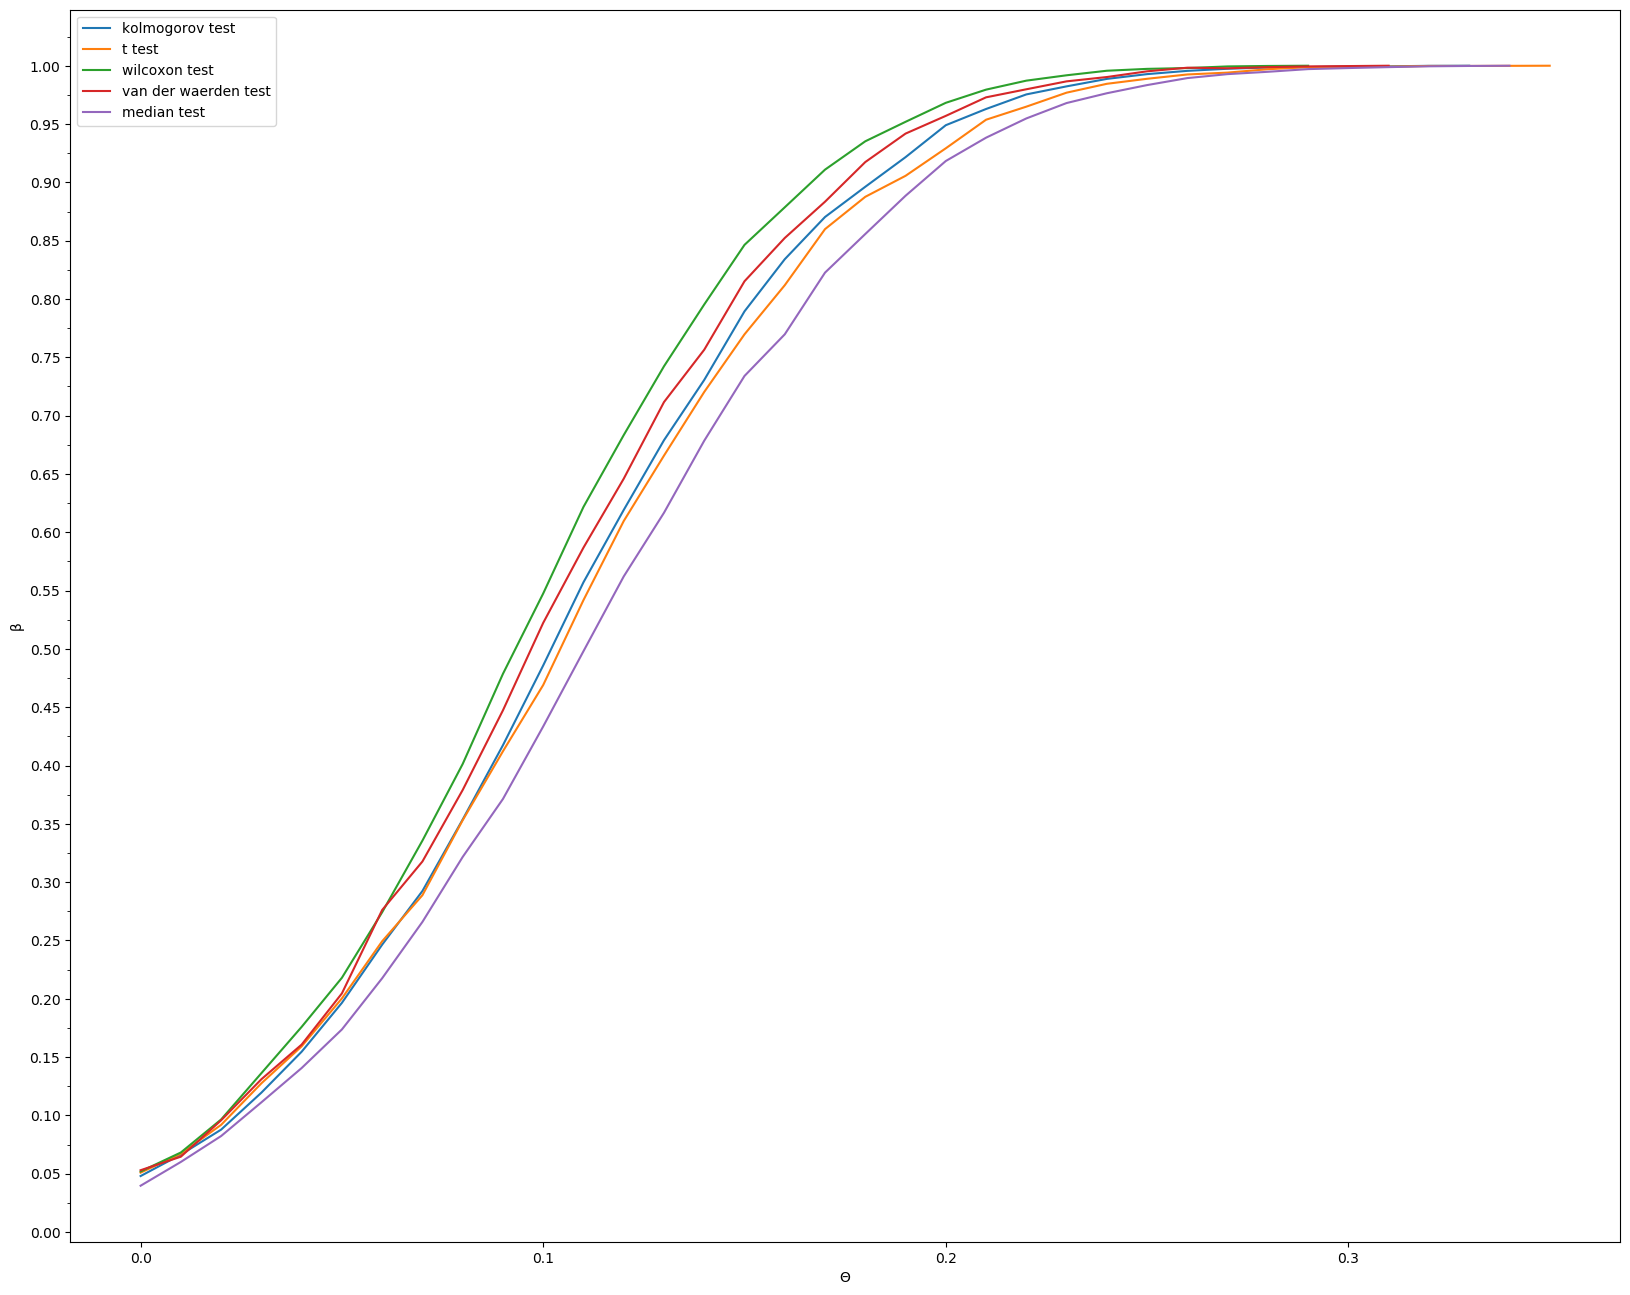 kolmogorov test
t test
wilcoxon test
van der waerden test
median test
1.00
0.95
0.90
0.85
0.80
0.75
0.70
0.65
0.60
0.55
0.50
0.45
0.40
0.35
0.30
0.25
0.20
0.15
0.10
0.05
0.00
β
0.0 0.1 0.2 0.3
Θ